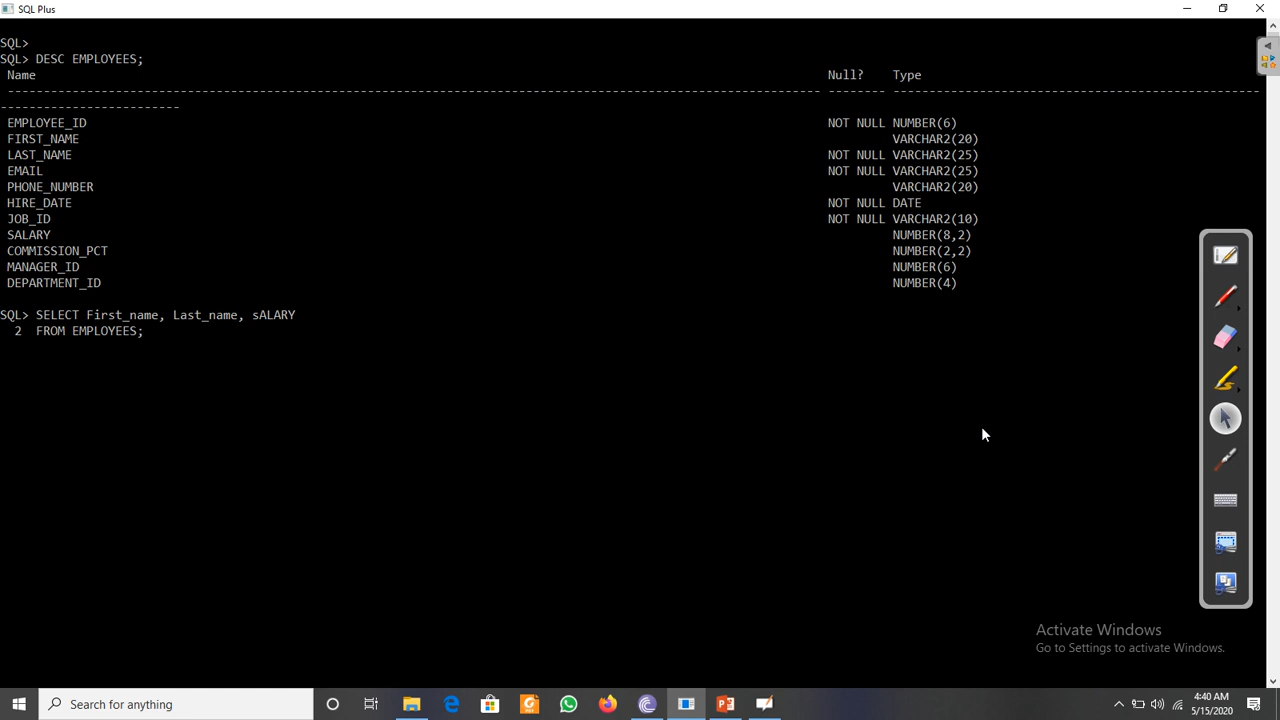 SQL Plus
SQL>
SQL> DESC EMPLOYEES;
Name Null? Type
----------------------------------------------------------------------------------------------------------------- -------- ---------------------------------------------------
------------------------
EMPLOYEE_ID NOT NULL NUMBER(6)
FIRST_NAME VARCHAR2(20)
LAST_NAME NOT NULL VARCHAR2(25)
EMAIL NOT NULL VARCHAR2(25)
PHONE_NUMBER VARCHAR2(20)
HIRE_DATE NOT NULL DATE
JOB_ID NOT NULL VARCHAR2(10)
SALARY NUMBER(8,2)
COMMISSION_PCT NUMBER(2,2)
MANAGER_ID NUMBER(6)
DEPARTMENT_ID NUMBER(4)
SQL> SELECT First_name, Last_name, sALARY
2 FROM EMPLOYEES;
Activate Windows
Go to Settings to activate Windows.
Search for anything
4:40 AM
5/15/2020